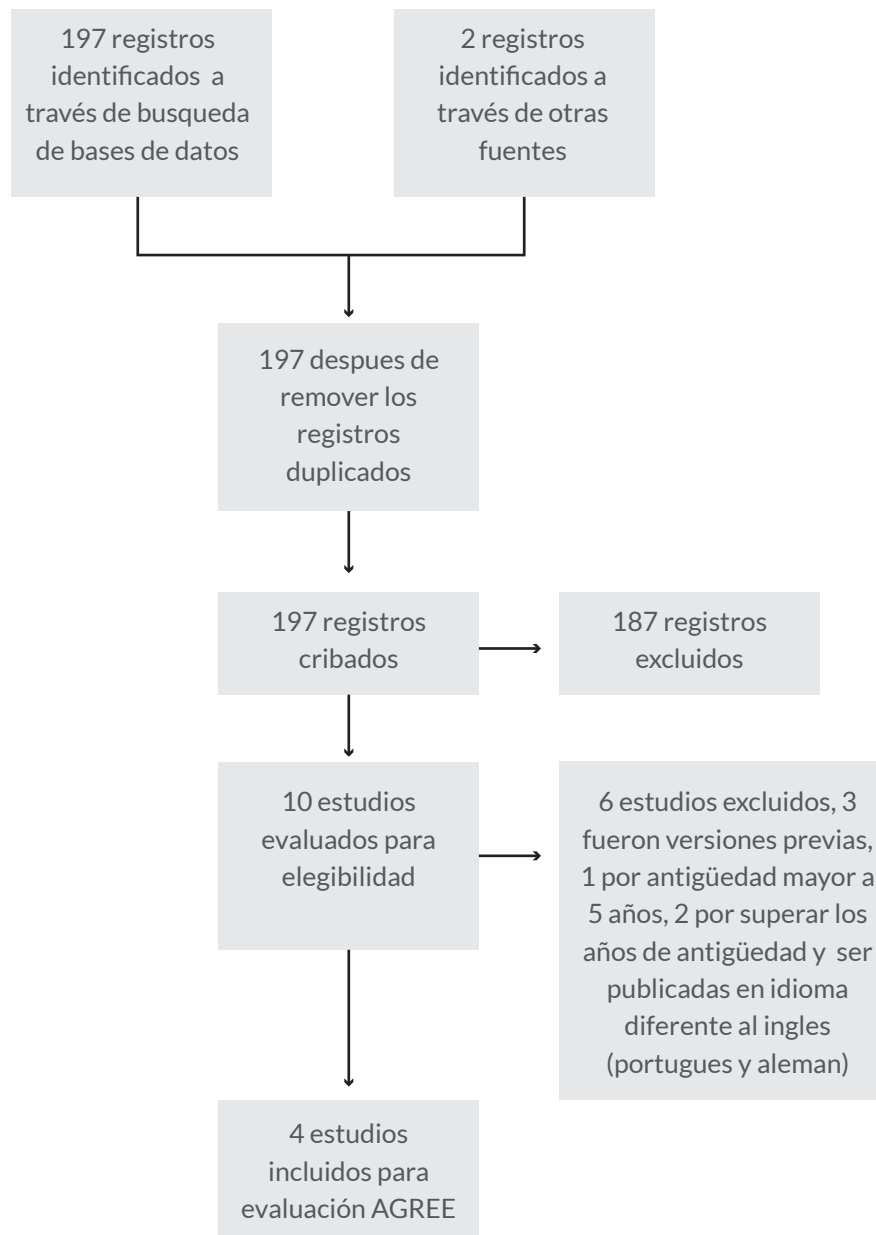 197 registros
identificados a
través de busqueda
de bases de datos
2 registros
identificados a
través de otras
fuentes
197 despues de
remover los
registros
duplicados
197 registros
cribados
187 registros
excluidos
10 estudios
evaluados para
elegibilidad
6 estudios excluidos, 3
fueron versiones previas,
1 por antigüedad mayor a
5 años, 2 por superar los
años de antigüedad y ser
publicadas en idioma
diferente al ingles
(portugues y aleman)
4 estudios
incluidos para
evaluación AGREE